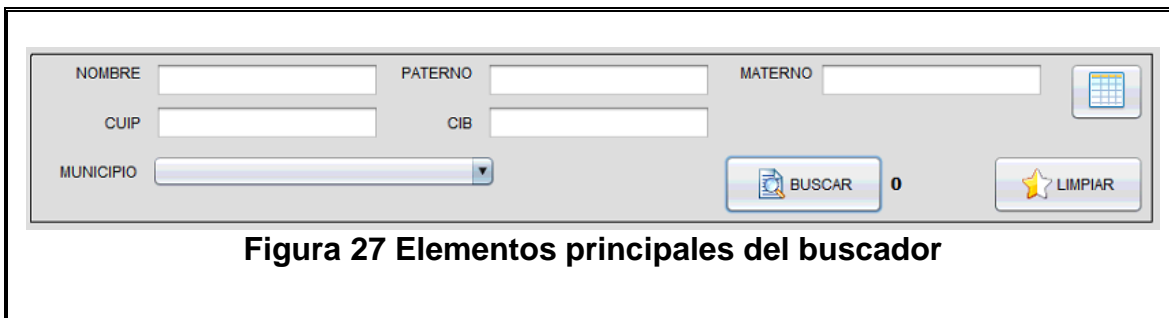 NOMBRE PATERNO MATERNO
CUIP CIB
MUNICIPIO BUSCAR 0 LIMPIAR
Figura 27 Elementos principales del buscador